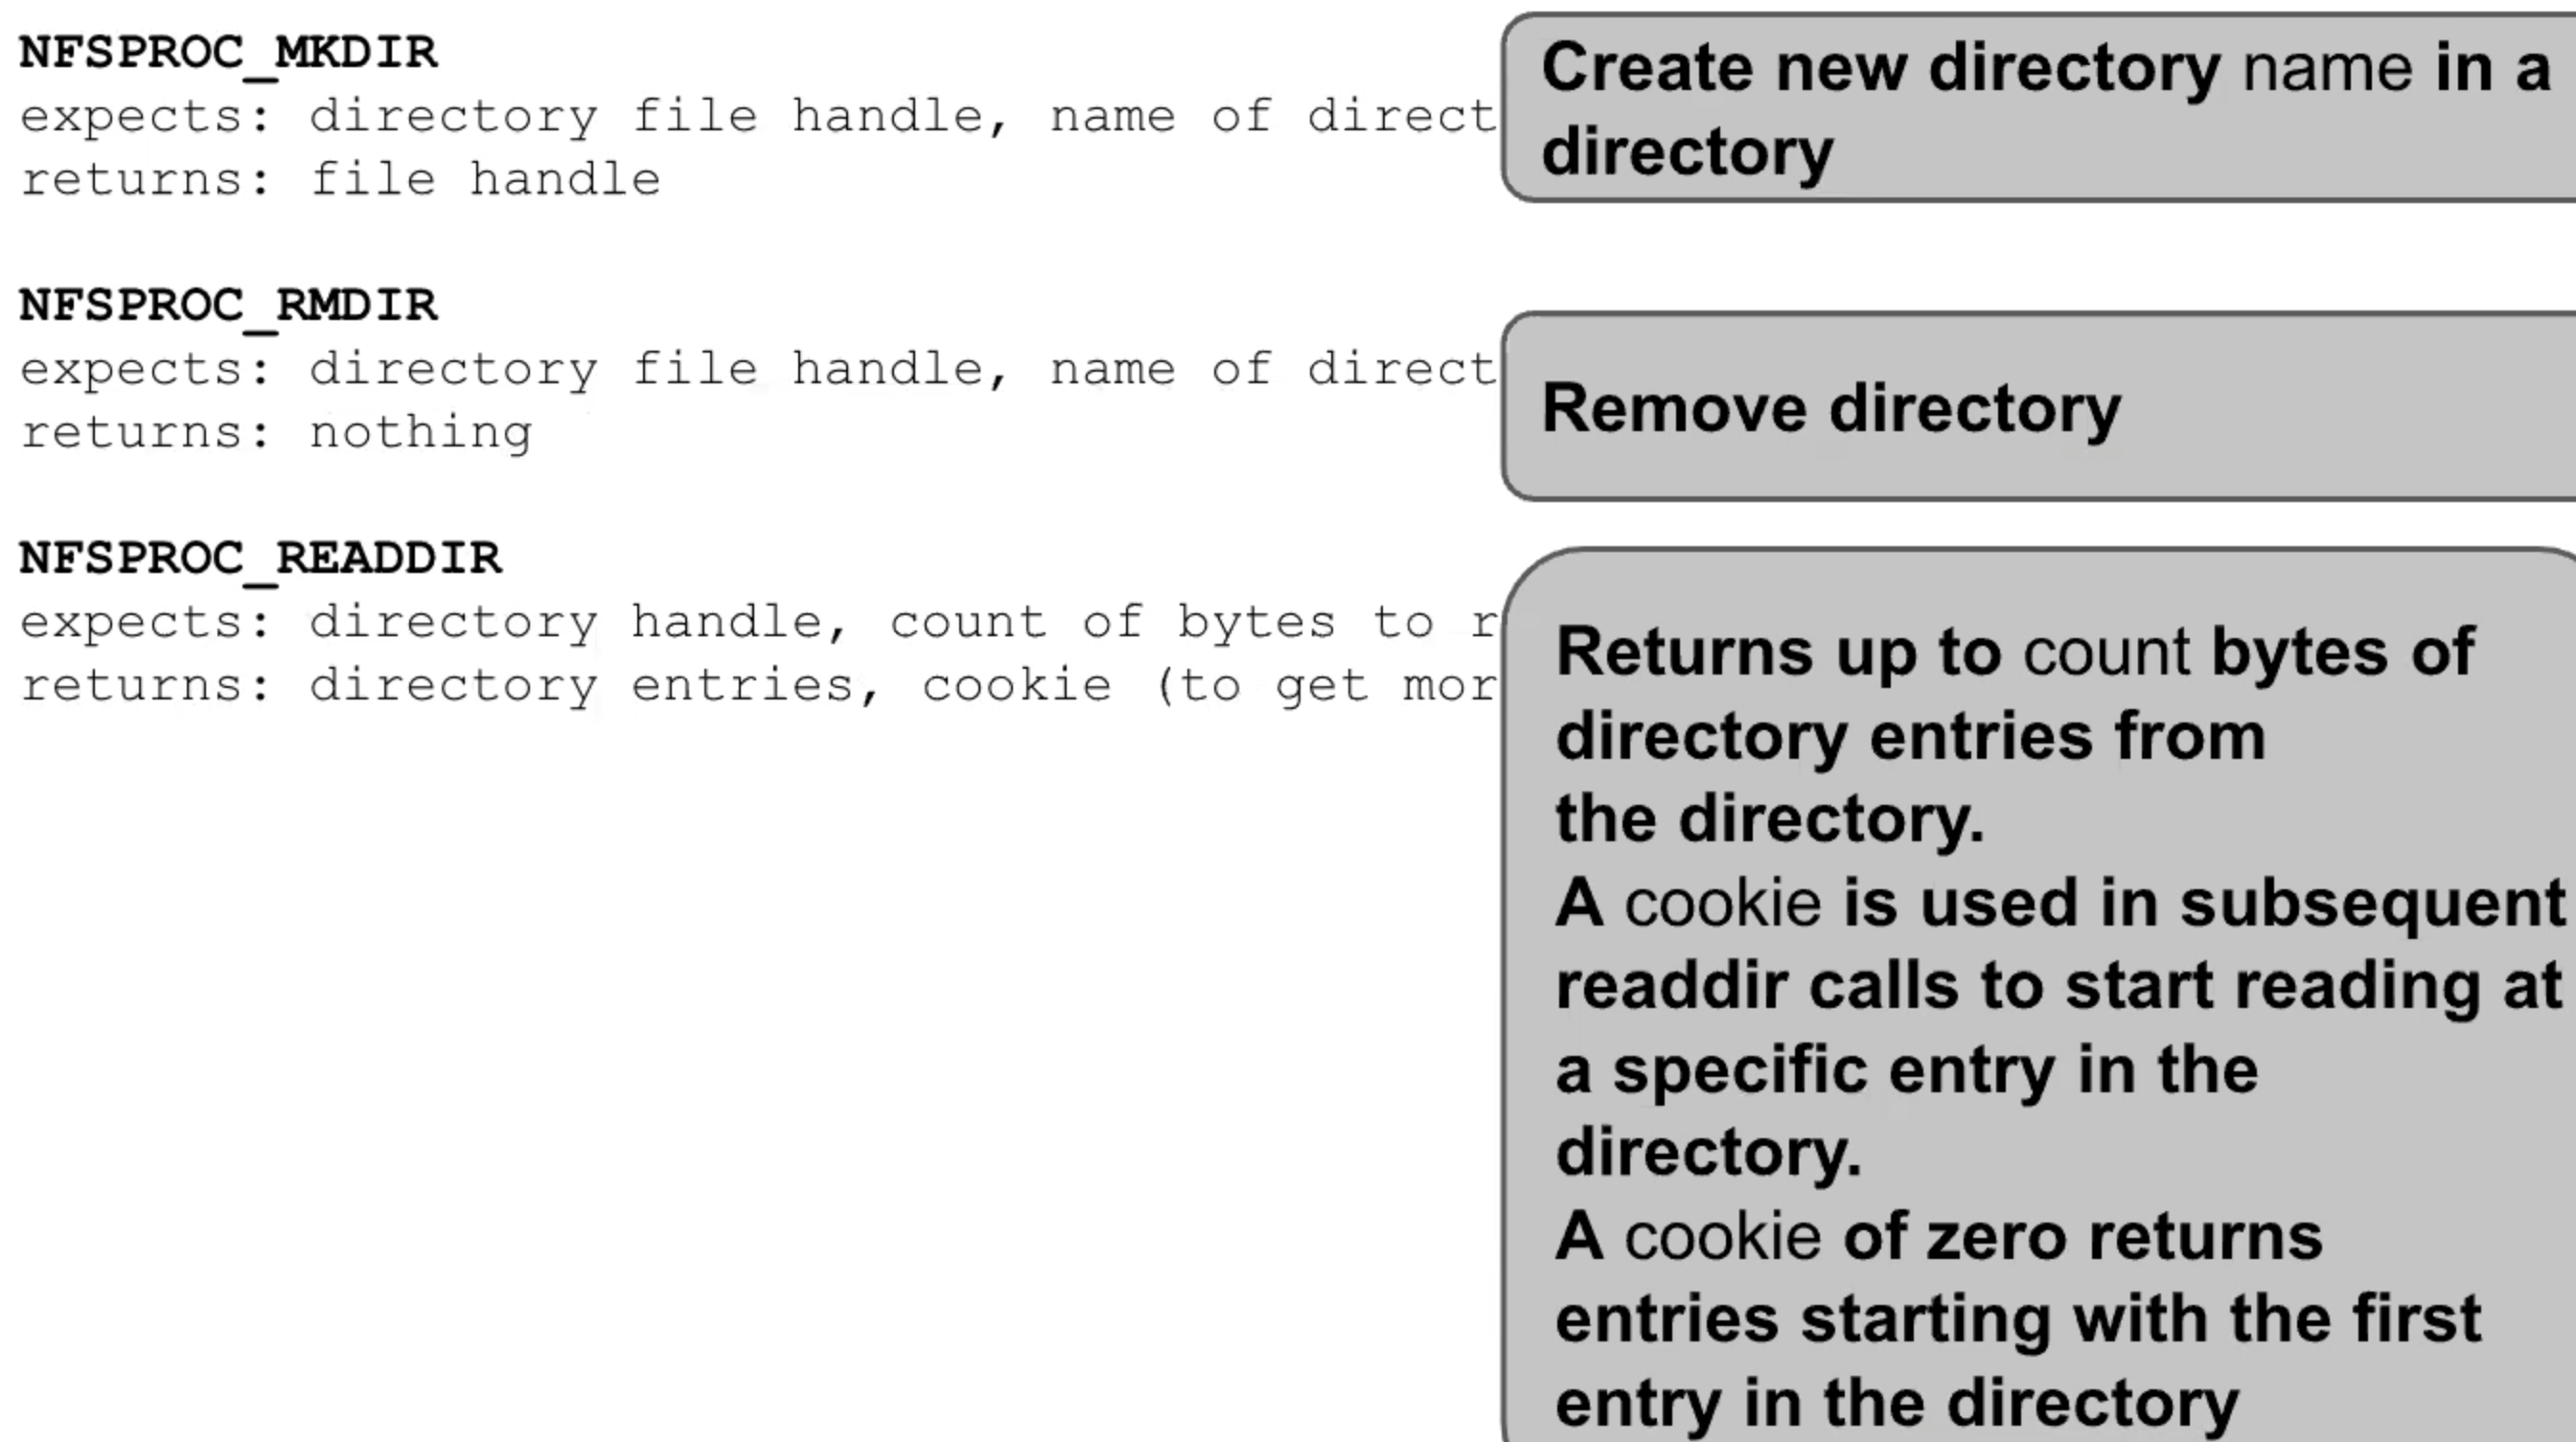 NFSPROC_MKDIR
expects: directory file handle, name of direct
returns: file handle
Create new directory name in a
directory
NFSPROC_RMDIR
expects: directory file handle, name of direct
returns: nothing
Remove directory
NFSPROC_READDIR
expects: directory handle, count of bytes to r
returns: directory entries, cookie (to get mor
Returns up to count bytes of
directory entries from
the directory.
A cookie is used in subsequent
readdir calls to start reading at
a specific entry in the
directory.
A cookie of zero returns
entries starting with the first
entry in the directory